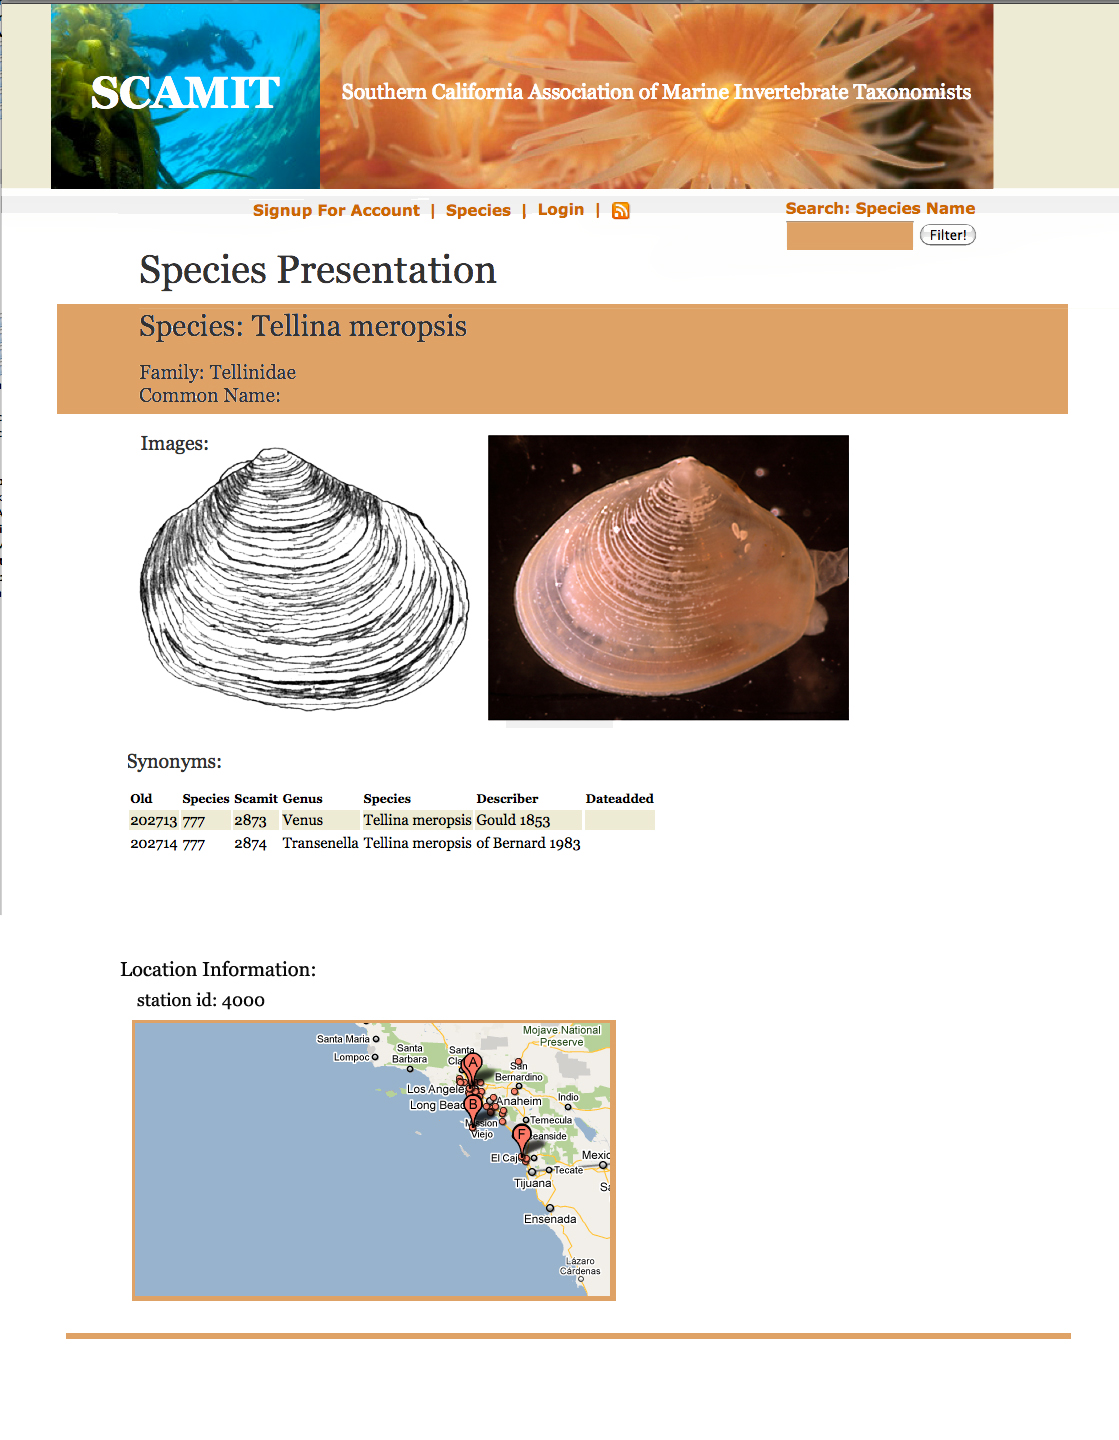 SCAMIT
Southern California Association of Marine Invertebrate Taxonomists
Signup For Account | Species | Login |
Search: Species Name
Filter!
Species Presentation
Species: Tellina meropsis
Family: Tellinidae
Common Name:
Images:
Synonyms:
Old Species Scamit Genus Species Describer Dateadded
202713 777 2873 Venus Tellina meropsis Gould 1853
202714 777 2874 Transenella Tellina meropsis of Bernard 1983
Location Information:
station id: 4000
Mojave National
Preserve
Santa Maria
Lompoc
Santa
Barbara
Santa
A
San
Bernardino
Los Angele
Long Beac
B
Anaheim
Indio
Mission
Viejo
Temecula
F
eanside
El Caj
Mexic
Tecate
Tijuana
Ensenada
Lázaro
Cárdenas